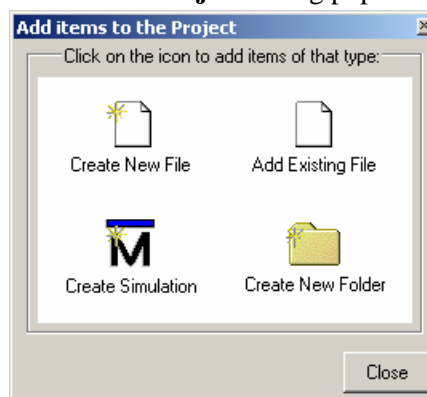 Add items to the Project
Click on the icon to add items of that type:
Create New File
Add Existing File
Create Simulation
Create New Folder
Close